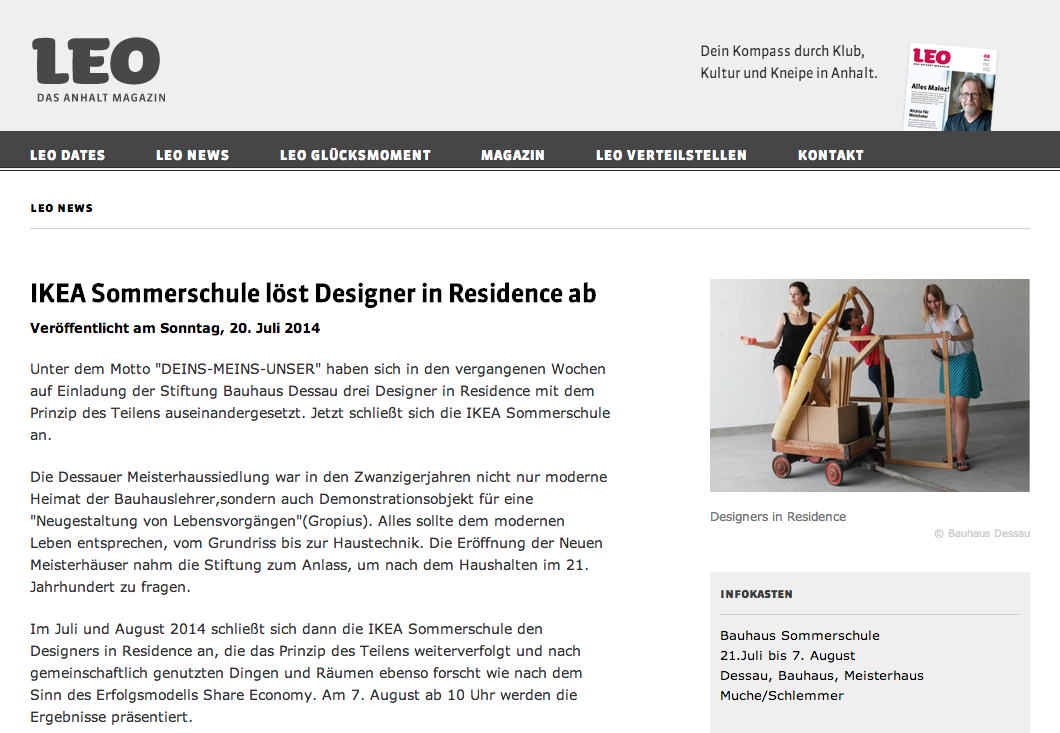 LEO
DAS ANHALT MAGAZIN
Dein Kompass durch Klub,
Kultur und Kneipe in Anhalt.
LEO
Alles Mainz!
LEO DATES
LEO NEWS
LEO GLÜCKSMOMENT
MAGAZIN
LEO VERTEILSTELLEN
KONTAKT
LEO NEWS
IKEA Sommerschule löst Designer in Residence ab
Veröffentlicht am Sonntag, 20. Juli 2014
Unter dem Motto "DEINS-MEINS-UNSER" haben sich in den vergangenen Wochen
auf Einladung der Stiftung Bauhaus Dessau drei Designer in Residence mit dem
Prinzip des Teilens auseinandergesetzt. Jetzt schließt sich die IKEA Sommerschule
an.
Die Dessauer Meisterhaussiedlung war in den Zwanzigerjahren nicht nur moderne
Heimat der Bauhauslehrer,sondern auch Demonstrationsobjekt für eine
"Neugestaltung von Lebensvorgängen"(Gropius). Alles sollte dem modernen
Leben entsprechen, vom Grundriss bis zur Haustechnik. Die Eröffnung der Neuen
Meisterhäuser nahm die Stiftung zum Anlass, um nach dem Haushalten im 21.
Jahrhundert zu fragen.
Im Juli und August 2014 schließt sich dann die IKEA Sommerschule den
Designers in Residence an, die das Prinzip des Teilens weiterverfolgt und nach
gemeinschaftlich genutzten Dingen und Räumen ebenso forscht wie nach dem
Sinn des Erfolgsmodells Share Economy. Am 7. August ab 10 Uhr werden die
Ergebnisse präsentiert.
Designers in Residence
© Bauhaus Dessau
INFOKASTEN
Bauhaus Sommerschule
21.Juli bis 7. August
Dessau, Bauhaus, Meisterhaus
Muche/Schlemmer